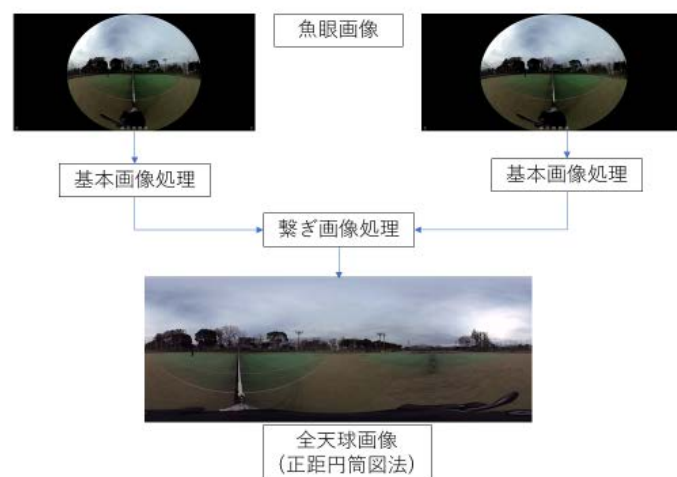 魚眼画像
基本画像処理
基本画像処理
繋ぎ画像処理
全天球画像
(正距円筒図法)